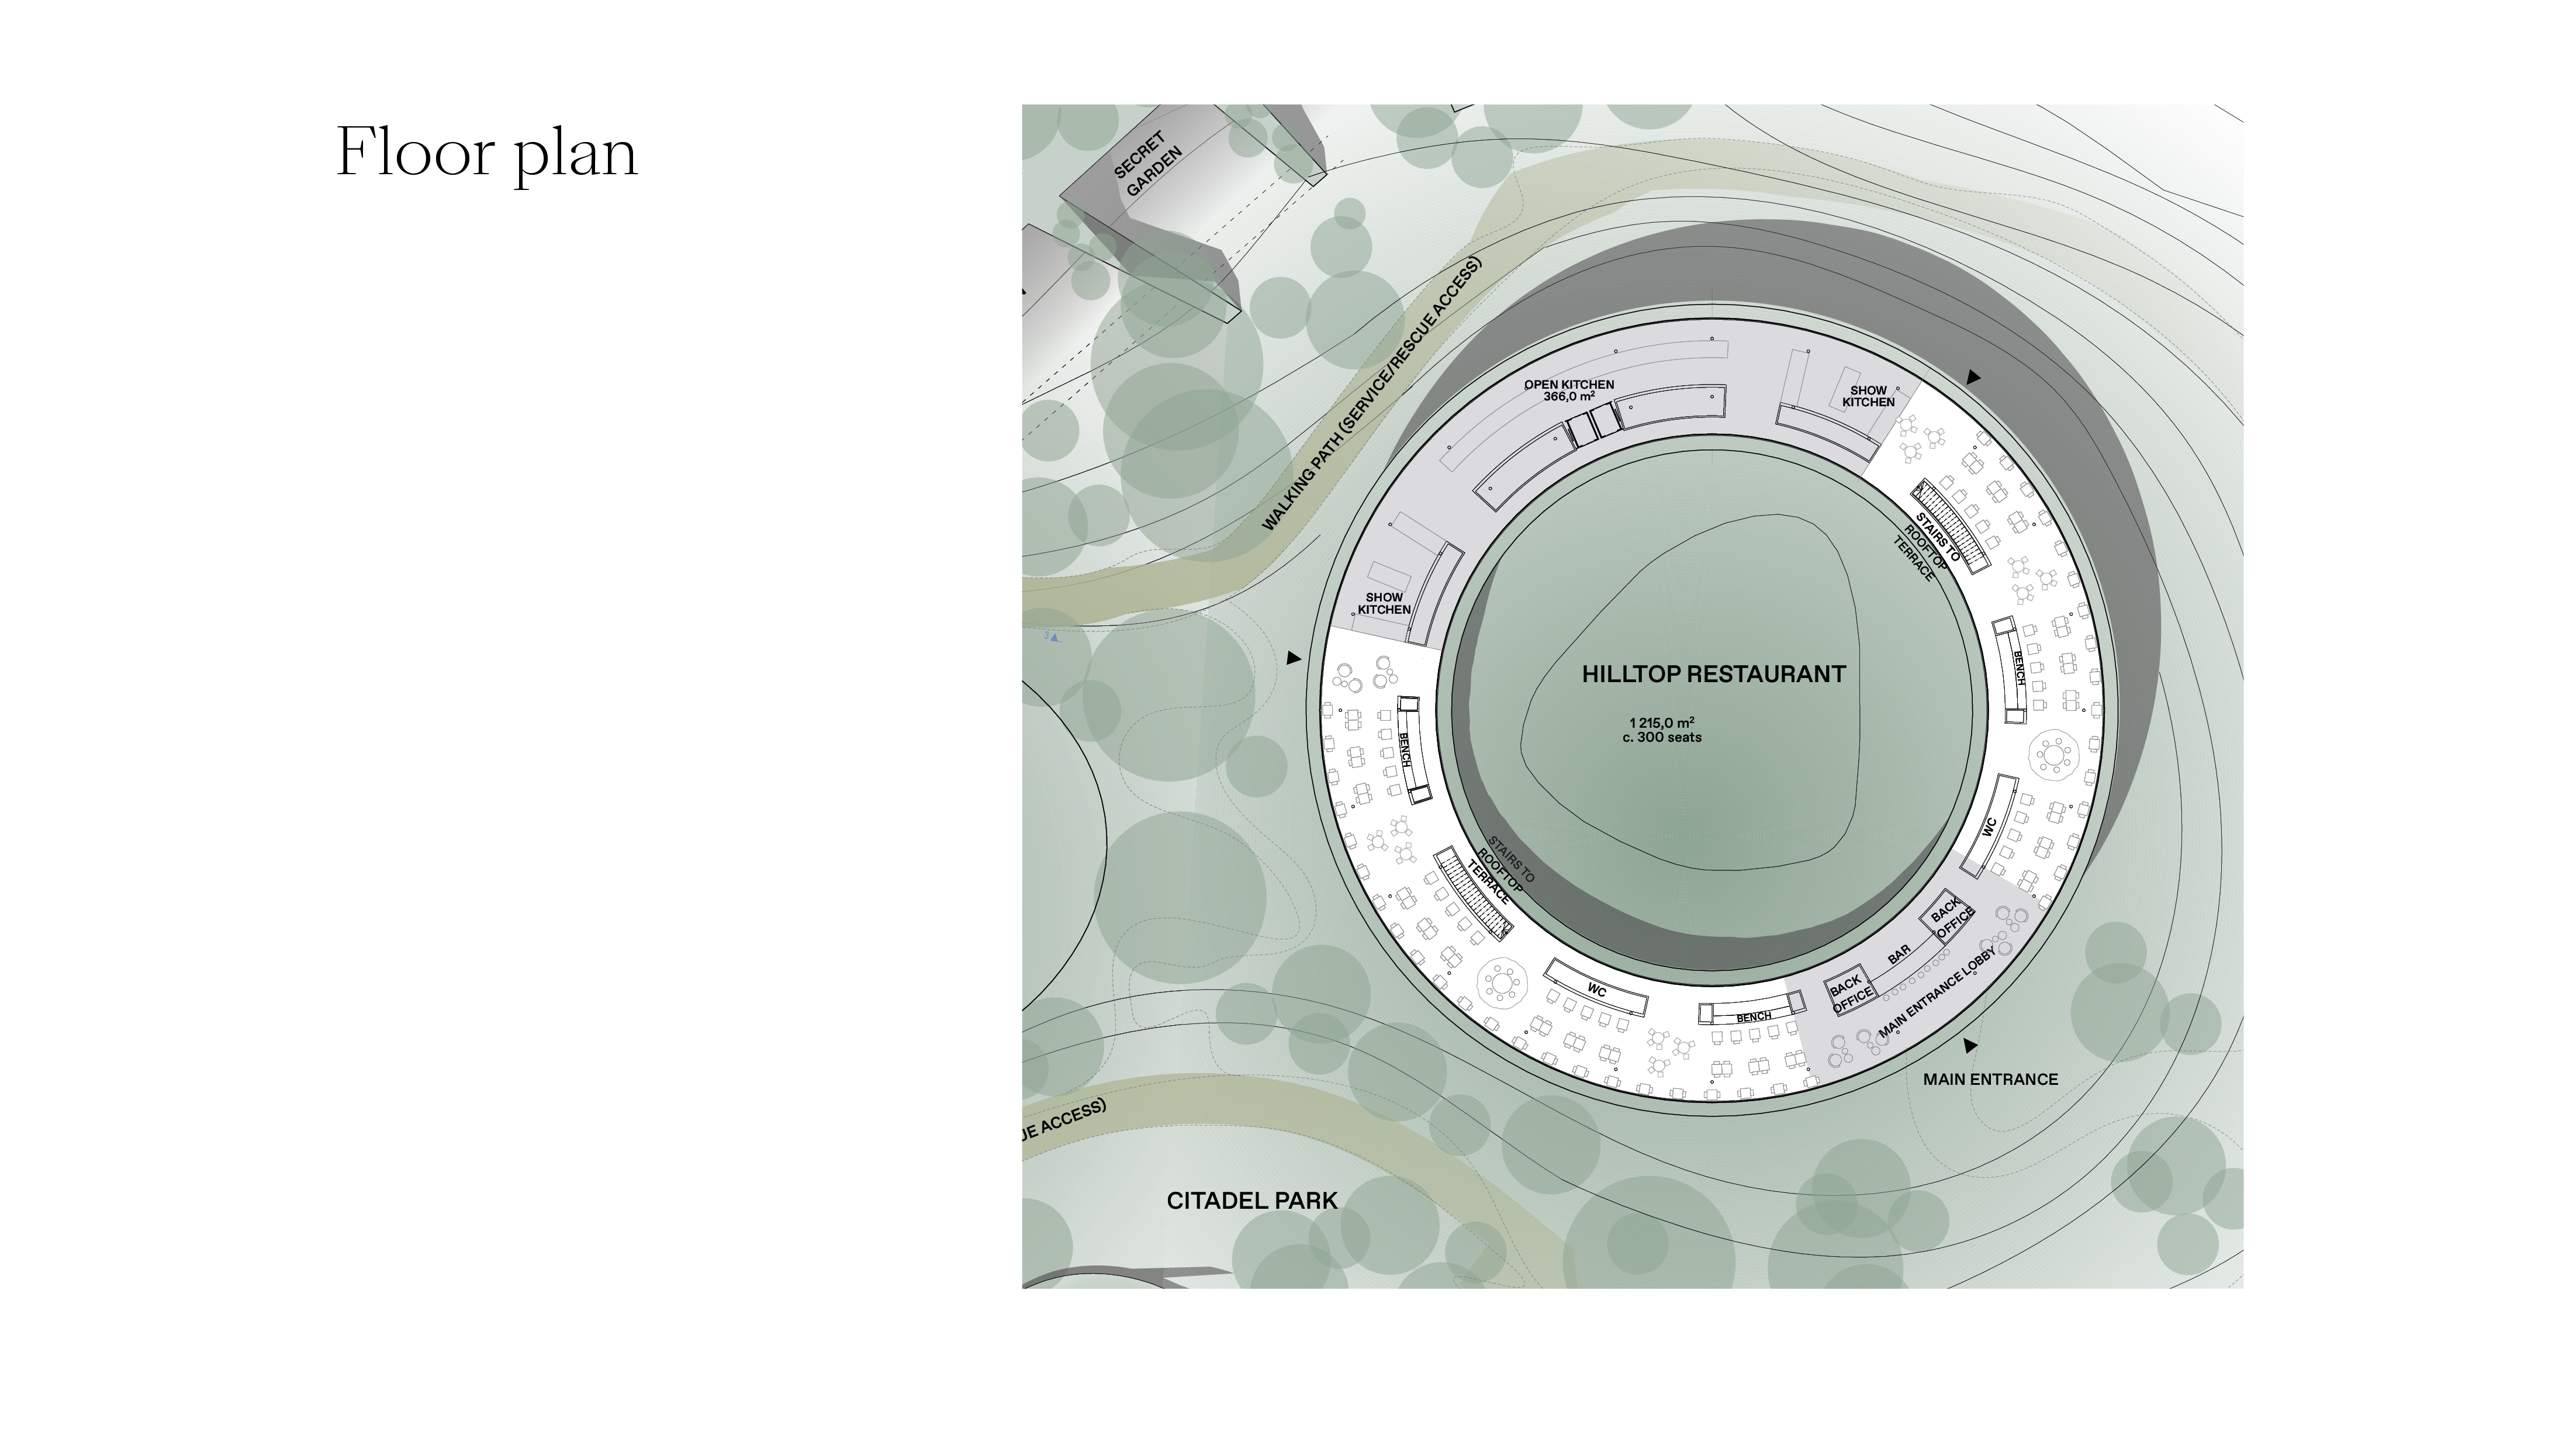 Floor plan
SECRET
GARDEN
WALKING PATH (SERVICE/RESCUE ACCESS)
OPEN KITCHEN
366,0 m²
SHOW
KITCHEN
STAIRS TO
ROOFTOP
TERRACE
SHOW
KITCHEN
3
BENCH
HILLTOP RESTAURANT
1 215,0 m²
c. 300 seats
BENCH
WC
STAIRS TO
ROOFTOP
TERRACE
BACK
OFFICE
BAR
MAIN ENTRANCE LOBBY
BACK
OFFICE
WC
BENCH
MAIN ENTRANCE
UE ACCESS)
CITADEL PARK